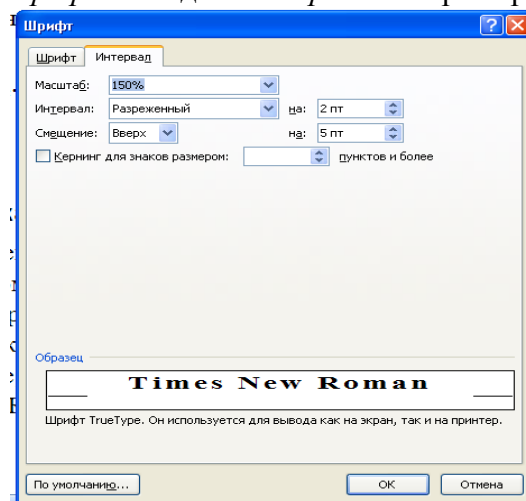 Шрифт
Шрифт Интервал
Масштаб: 150%
Интервал: Разреженный на: 2 пт
Смещение: Вверх на: 5 пт
Кернинг для знаков размером: пунктов и более
Образец
Times New Roman
Шрифт TrueType. Он используется для вывода как на экран, так и на принтер.
По умолчанию... ОК Отмена